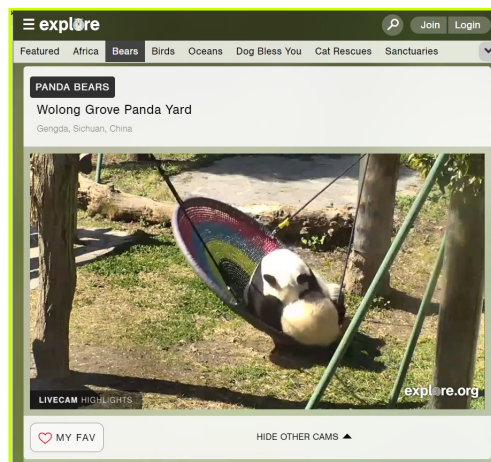 explore
Join Login
Featured Africa Bears Birds Oceans Dog Bless You Cat Rescues Sanctuaries
PANDA BEARS
Wolong Grove Panda Yard
Gengda, Sichuan, China
LIVECAM HIGHLIGHTS
explore.org
MY FAV
HIDE OTHER CAMS